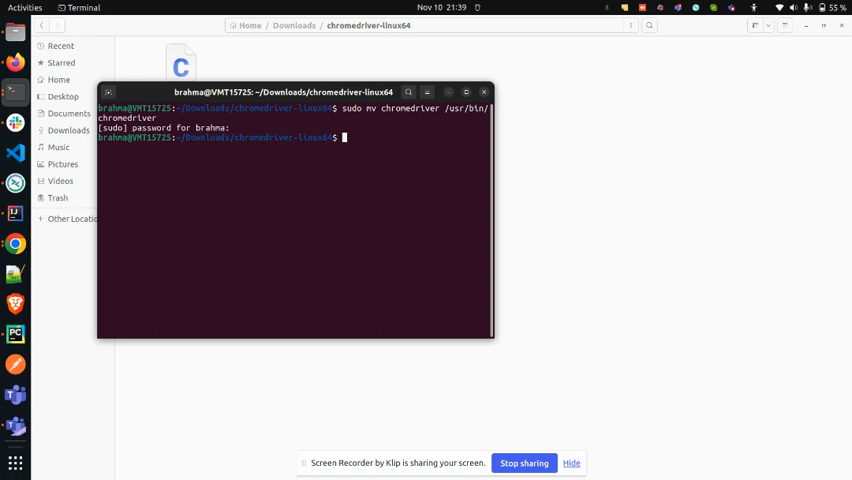 Activities Terminal Nov 10 21:39 55 %
Home / Downloads / chromedriver-linux64
Recent
Starred
Home
Desktop
Documents
Downloads
Music
Pictures
Videos
Trash
+ Other Locatio
C
brahma@VMT15725: ~/Downloads/chromedriver-linux64
brahma@VMT15725:~/Downloads/chromedriver-linux64$ sudo mv chromedriver /usr/bin/
chromedriver
[sudo] password for brahma:
brahma@VMT15725:~/Downloads/chromedriver-linux64$
PC
Screen Recorder by Klip is sharing your screen. Stop sharing Hide